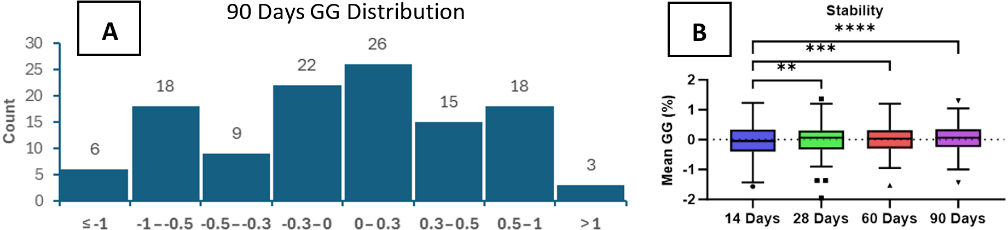 90 Days GG Distribution
A
30
25
20
15
10
5
0
Count
6
18
9
22
26
15
18
3
≤ -1
-1 – -0.5
-0.5 – -0.3
-0.3 – 0
0 – 0.3
0.3 – 0.5
0.5 – 1
> 1
B
Stability
****
***
**
2
1
0
-1
-2
Mean GG (%)
14 Days
28 Days
60 Days
90 Days